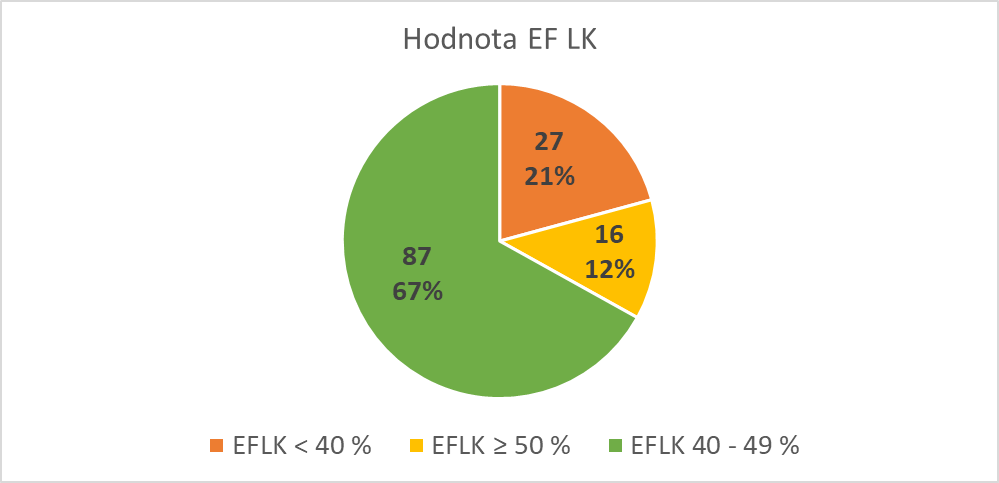 Hodnota EF LK
27
21%
16
12%
87
67%
EFLK < 40 %
EFLK ≥ 50 %
EFLK 40 - 49 %